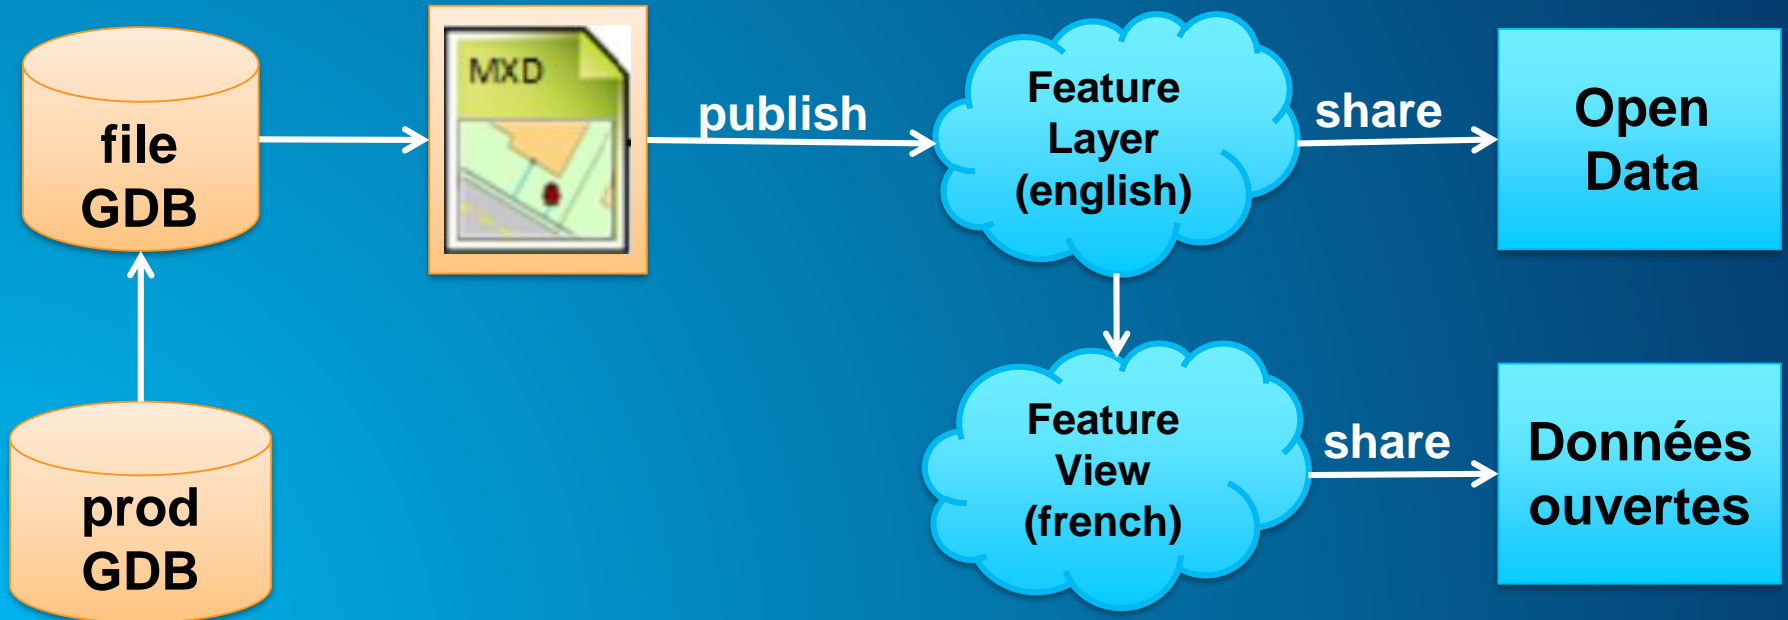 file
GDB
MXD
publish
Feature
Layer
(english)
share
Open
Data
prod
GDB
Feature
View
(french)
share
Données
ouvertes